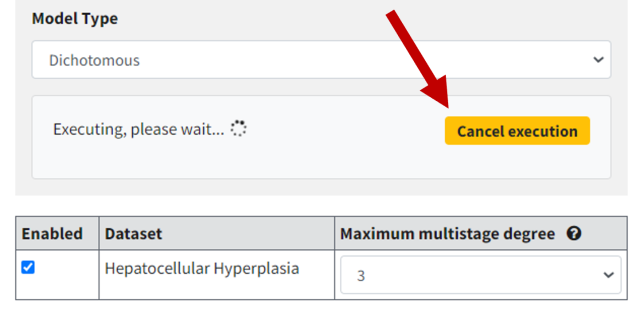 Model Type
Dichotomous
Executing, please wait...
Cancel execution
Enabled Dataset Maximum multistage degree ?
Hepatocellular Hyperplasia 3